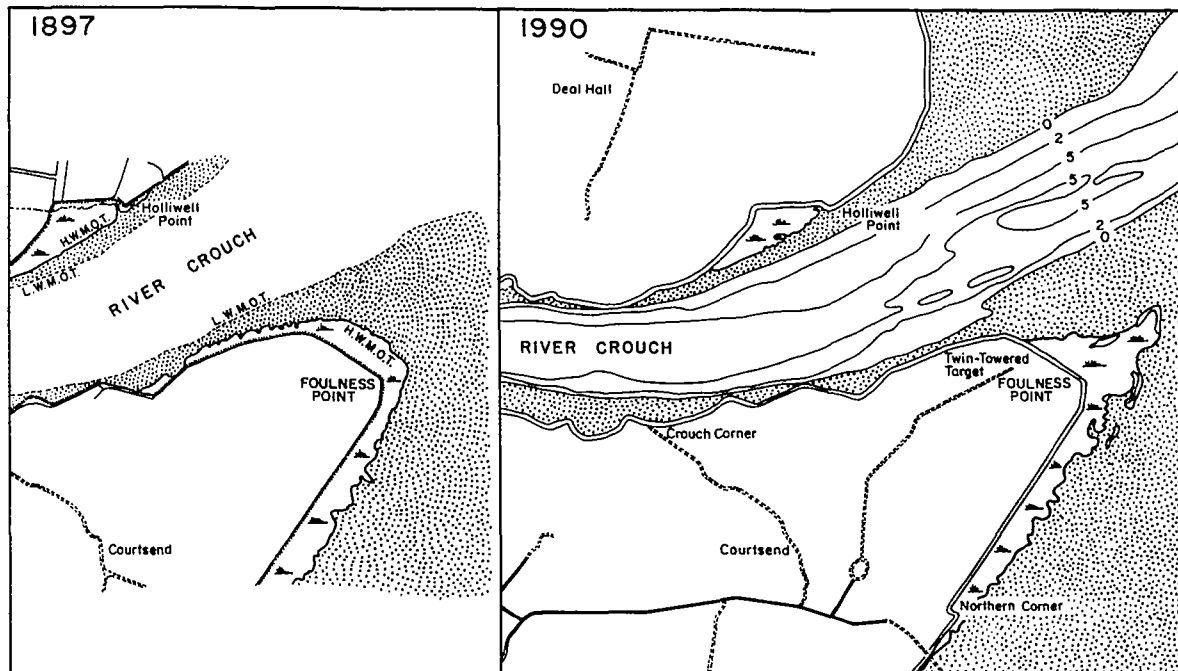 1897
Holliwell
Point
H.W.M.O.T.
L.W.M.O.T.
RIVER CROUCH
L.W.M.O.T.
H.W.M.O.T.
FOULNESS
POINT
Courtsend
1990
Deal Hall
0
2
5
5
5
2
0
Holliwell
Point
RIVER CROUCH
Twin-Towered
Target
FOULNESS
POINT
Crouch Corner
Courtsend
Northern Corner